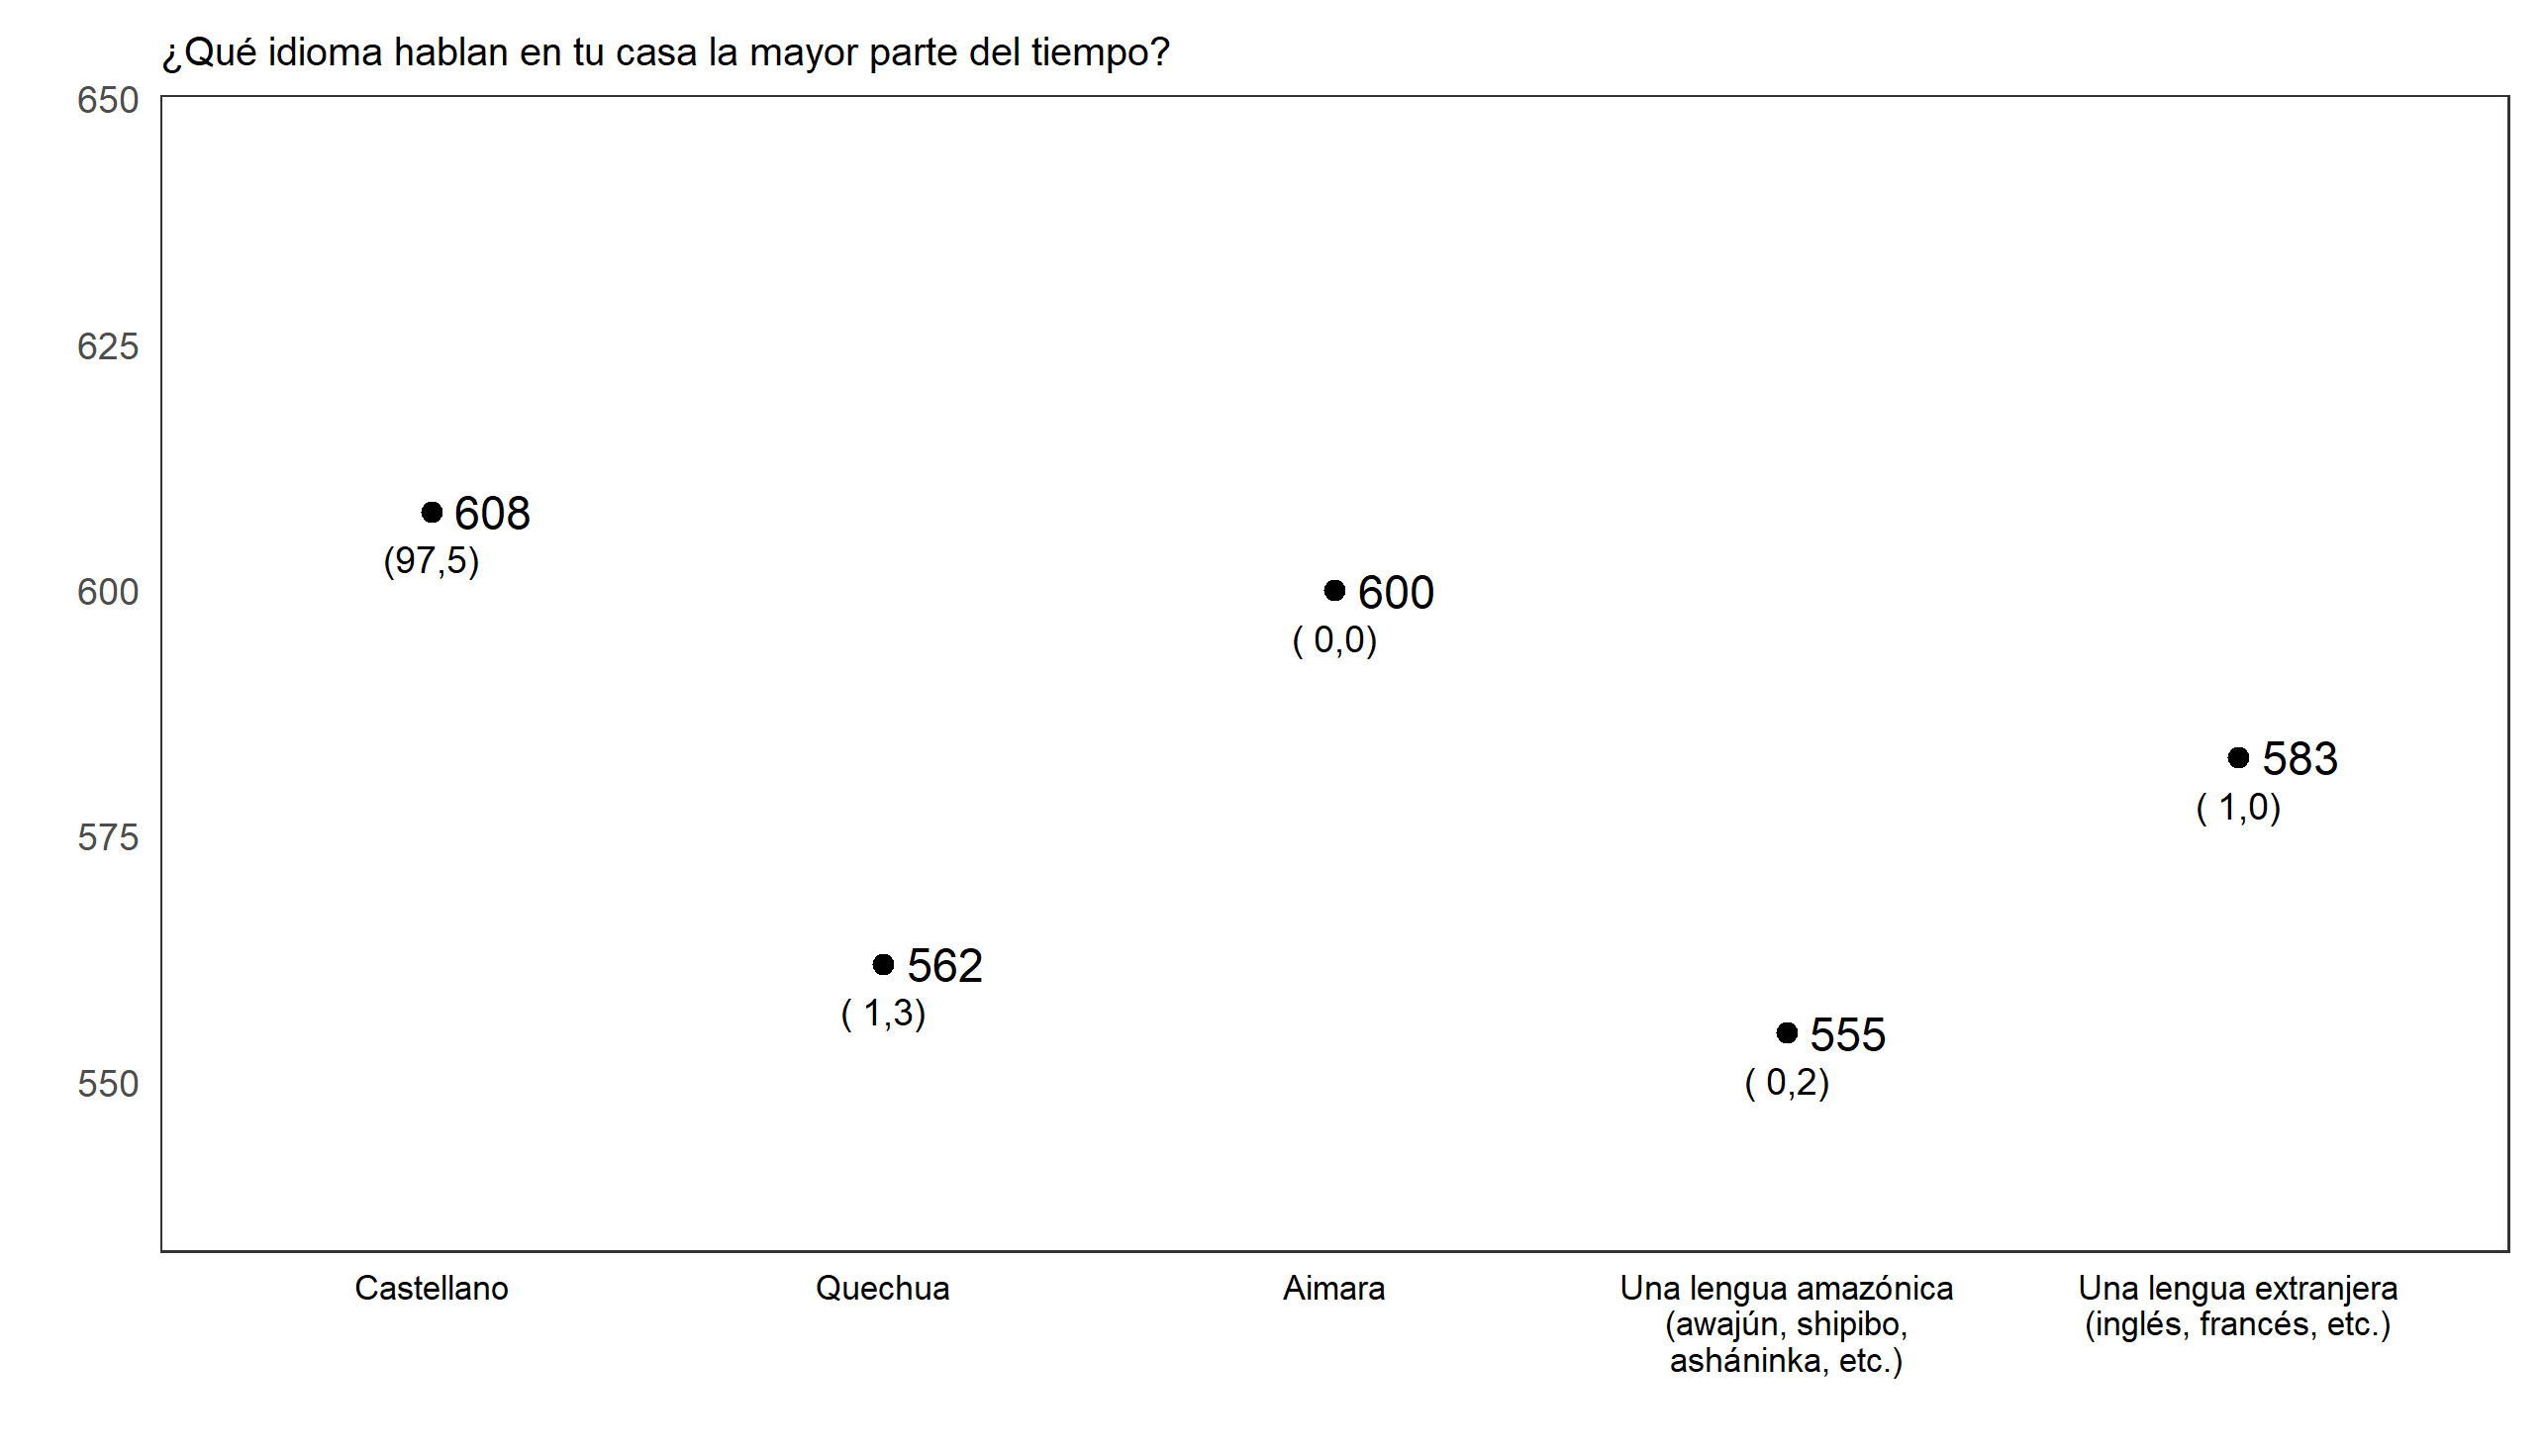 ¿Qué idioma hablan en tu casa la mayor parte del tiempo?
650
625
600
575
550
608
(97,5)
562
( 1,3)
600
( 0,0)
555
( 0,2)
583
( 1,0)
Castellano
Quechua
Aimara
Una lengua amazónica
(awajún, shipibo,
asháninka, etc.)
Una lengua extranjera
(inglés, francés, etc.)